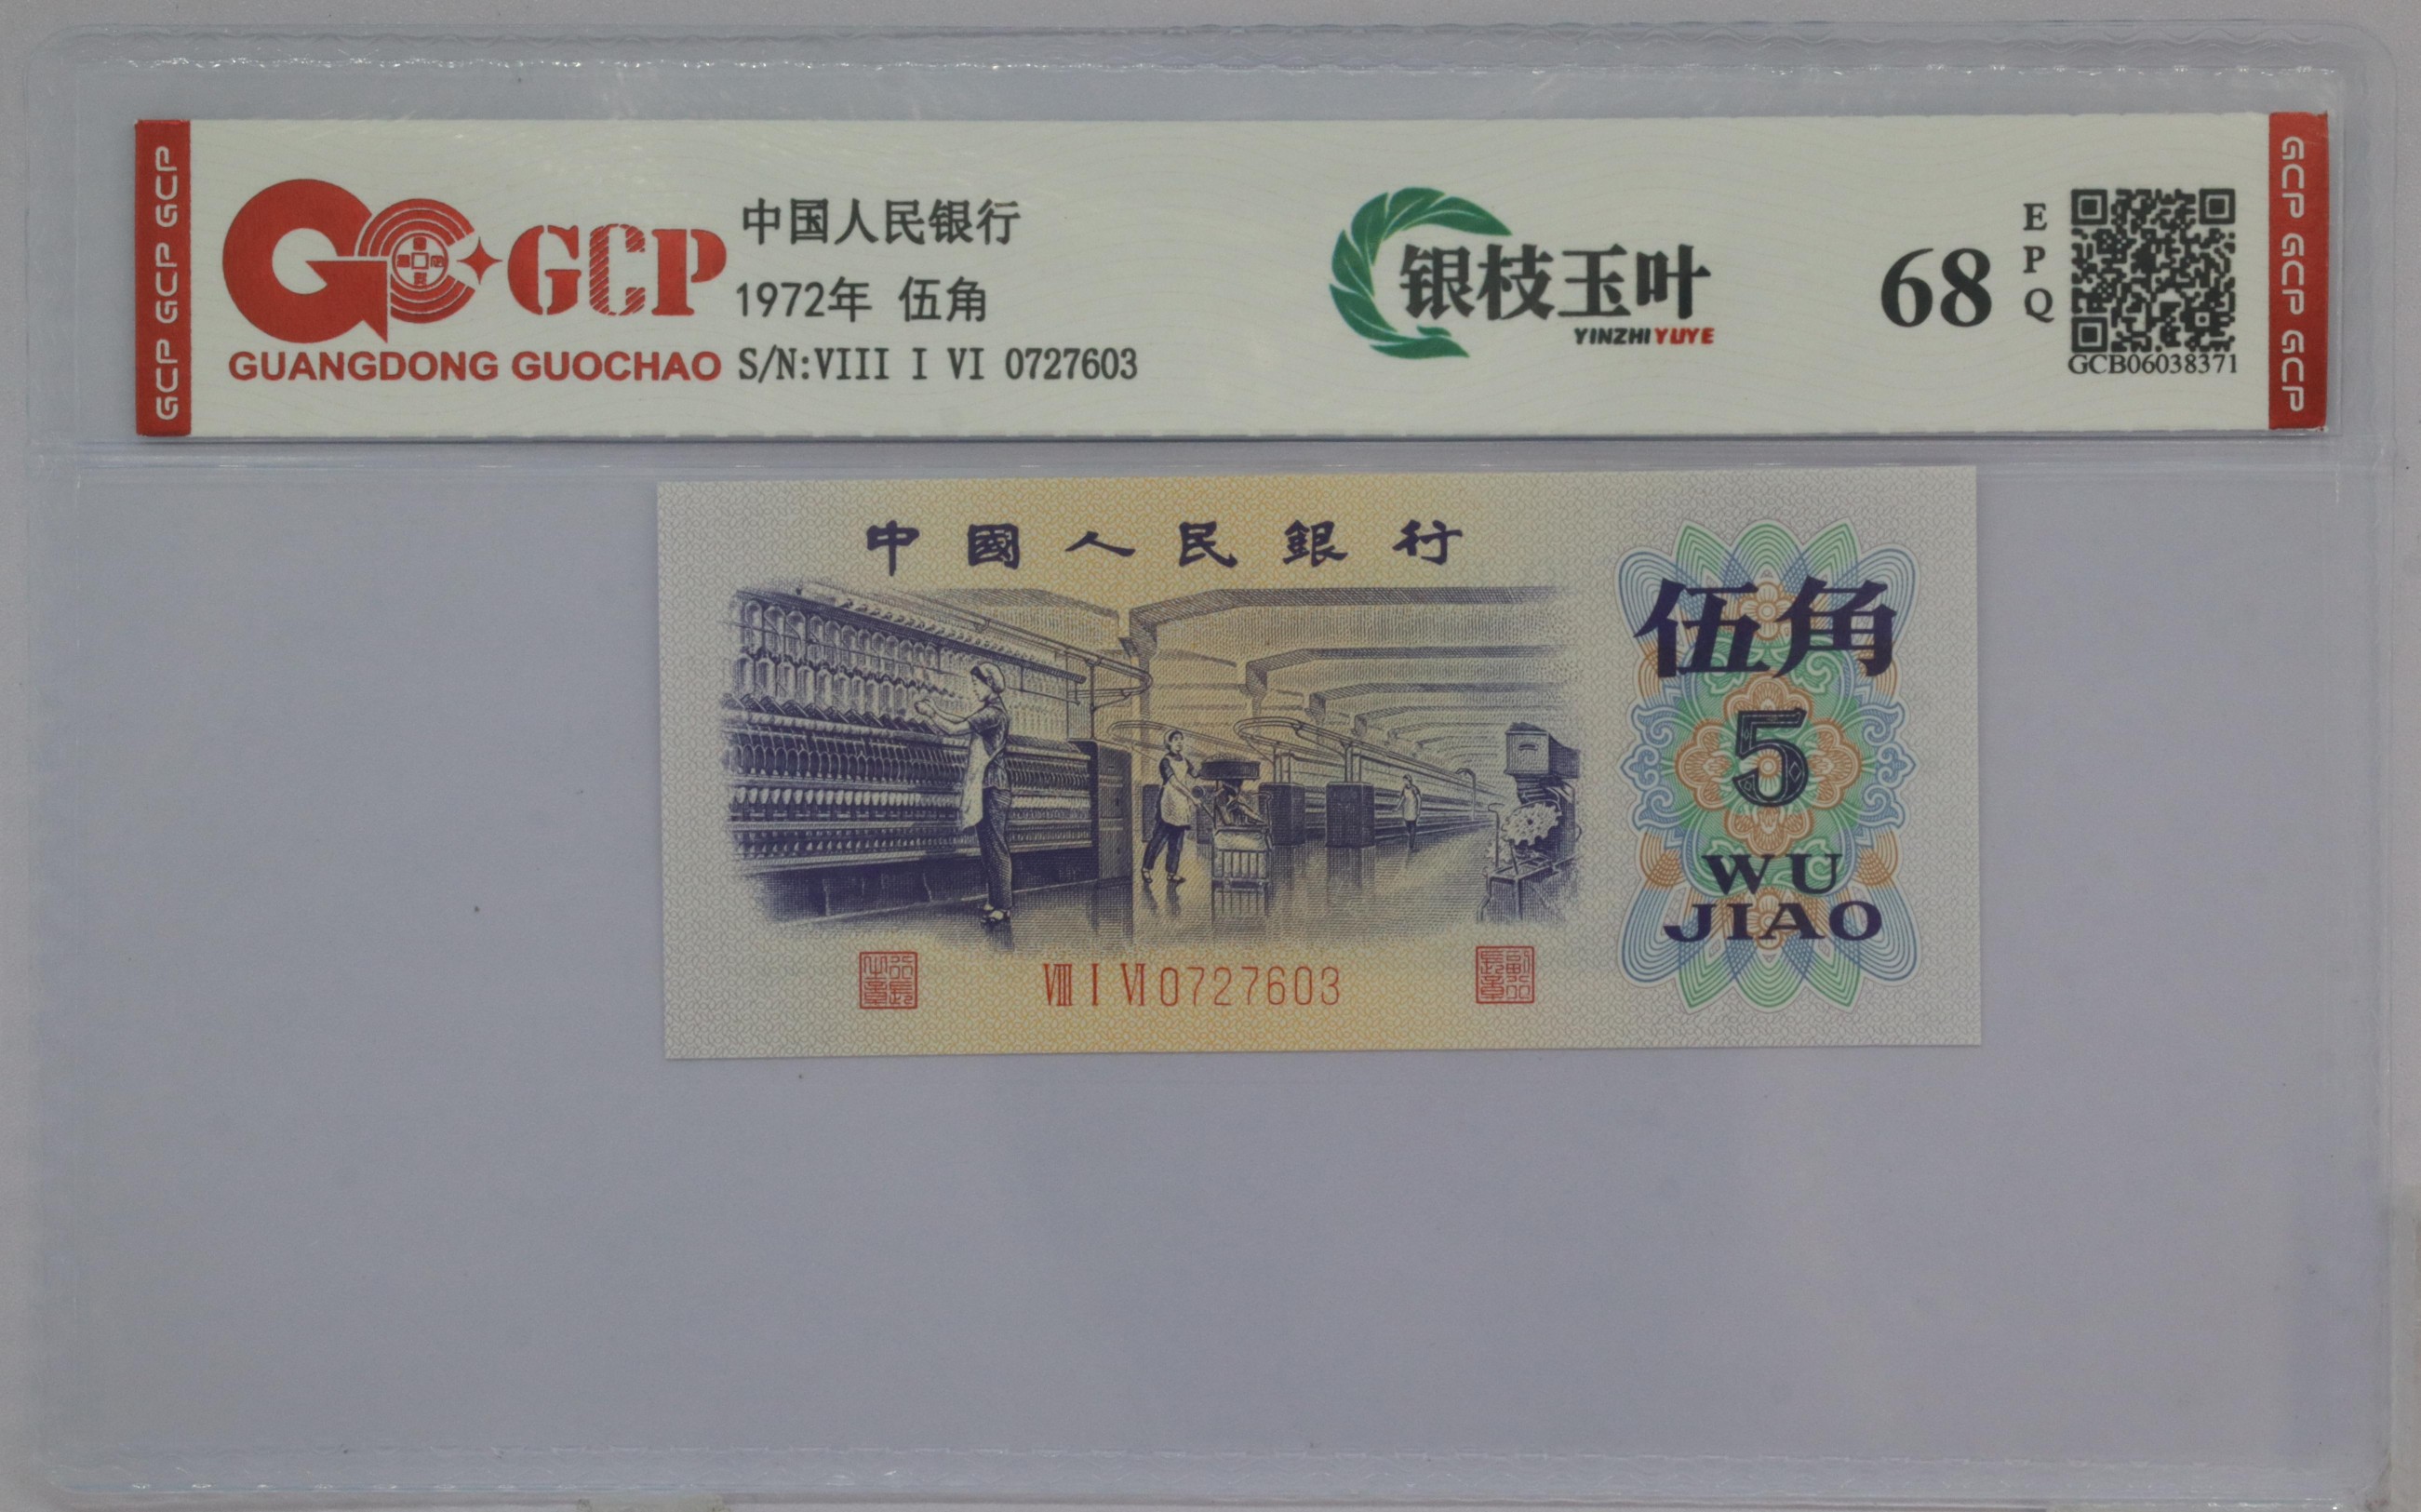 GCP GCP GCP
GCP
GUANGDONG GUOCHAO
中国人民银行
1972年 伍角
S/N:VIII I VI 0727603
银枝玉叶
YINZHIYUYE
68
EPQ
GCB06038371
GCP GCP GCP
中國人民銀行
伍角
5
WU
JIAO
VIII I VI 0727603